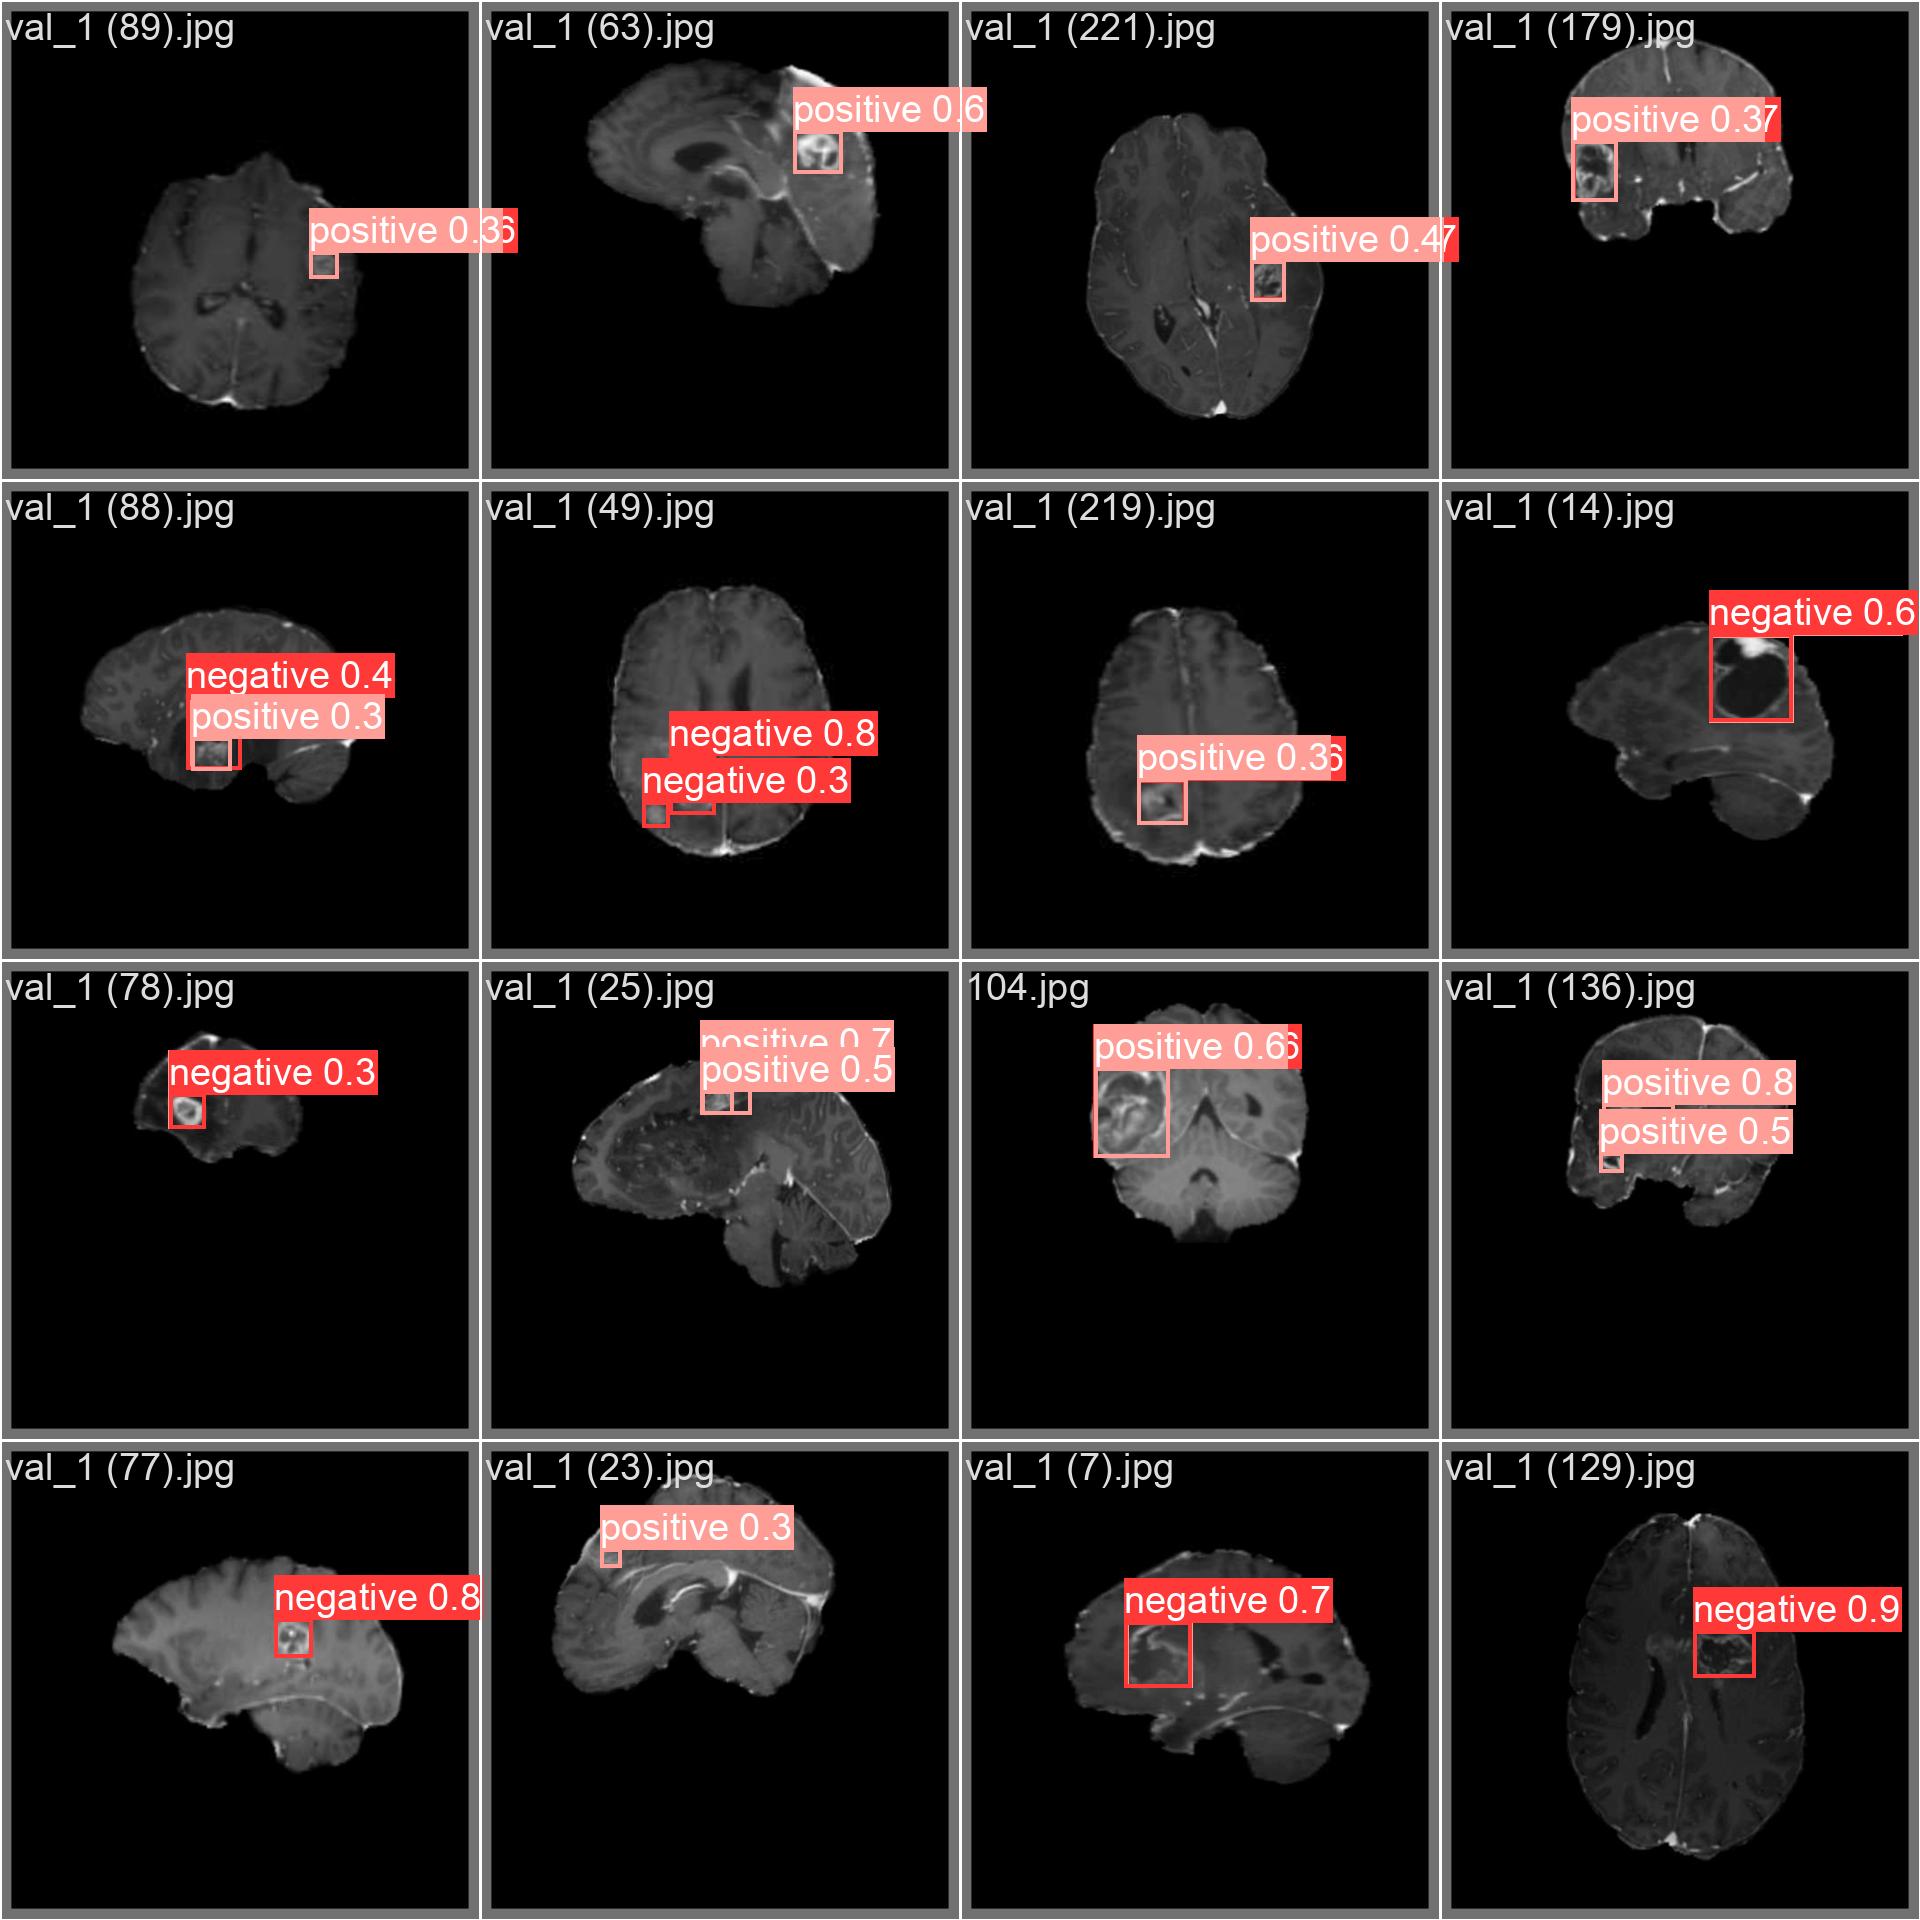 val_1 (89).jpg
positive 0.36
val_1 (63).jpg
positive 0.6
val_1 (221).jpg
positive 0.47
val_1 (179).jpg
positive 0.37
val_1 (88).jpg
negative 0.4
positive 0.3
val_1 (49).jpg
negative 0.8
negative 0.3
val_1 (219).jpg
positive 0.36
val_1 (14).jpg
negative 0.6
val_1 (78).jpg
negative 0.3
val_1 (25).jpg
positive 0.7
positive 0.5
104.jpg
positive 0.66
val_1 (136).jpg
positive 0.8
positive 0.5
val_1 (77).jpg
negative 0.8
val_1 (23).jpg
positive 0.3
val_1 (7).jpg
negative 0.7
val_1 (129).jpg
negative 0.9